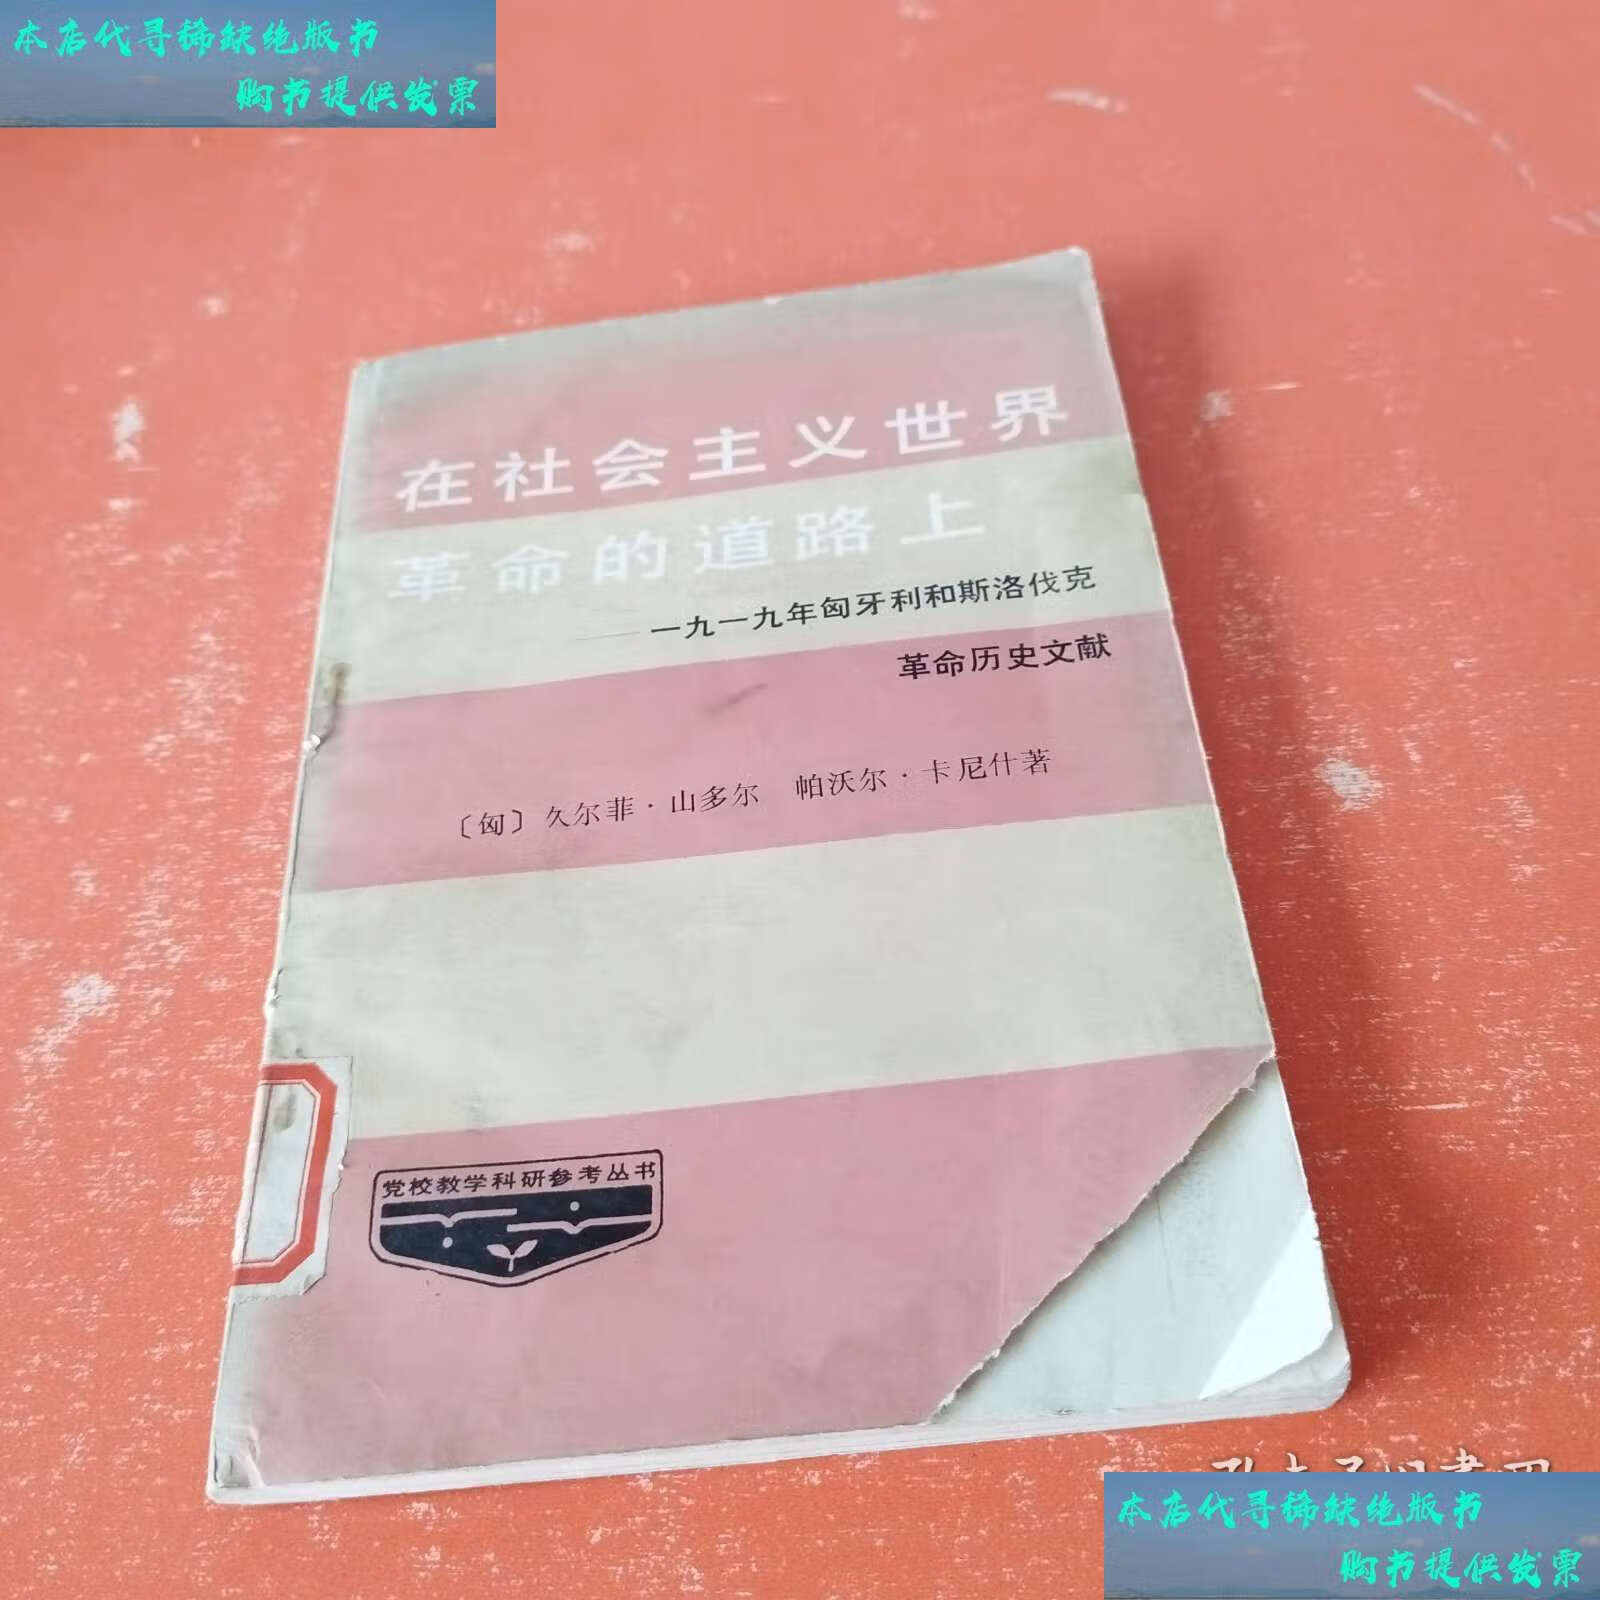 本店代寻稀缺绝版书
购书提供发票
在社会主义世界
革命的道路上
——一九一九年匈牙利和斯洛伐克
革命历史文献
〔匈〕久尔菲·山多尔 帕沃尔·卡尼什著
党校教学科研参考丛书
本店代寻稀缺绝版书
购书提供发票